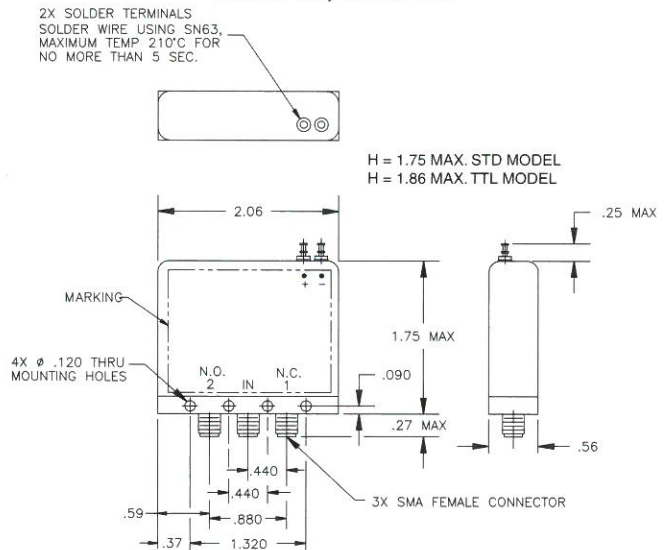 2X SOLDER TERMINALS
SOLDER WIRE USING SN63,
MAXIMUM TEMP 210°C FOR
NO MORE THAN 5 SEC.
H = 1.75 MAX. STD MODEL
H = 1.86 MAX. TTL MODEL
2.06
.25 MAX
+ −
MARKING
1.75 MAX
4X ø .120 THRU
MOUNTING HOLES
N.O. N.C.
2 IN 1
.090
.27 MAX
.56
.440
.440
3X SMA FEMALE CONNECTOR
.59
.880
.37
1.320